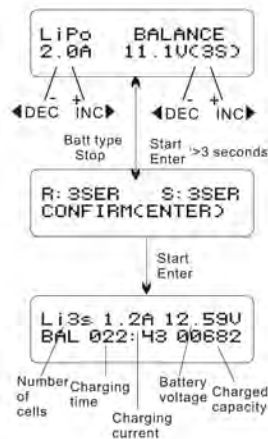 LiPo BALANCE
2.0A 11.1V(3S)
- + - +
◀DEC INC▶ ◀DEC INC▶
Batt type Start
Stop Enter >3 seconds
R:3SER S:3SER
CONFIRM(ENTER)
Start
Enter
Li3s 1.2A 12.59V
BAL 022:43 00682
Number of cells
Charging time
Charging current
Battery voltage
Charged capacity